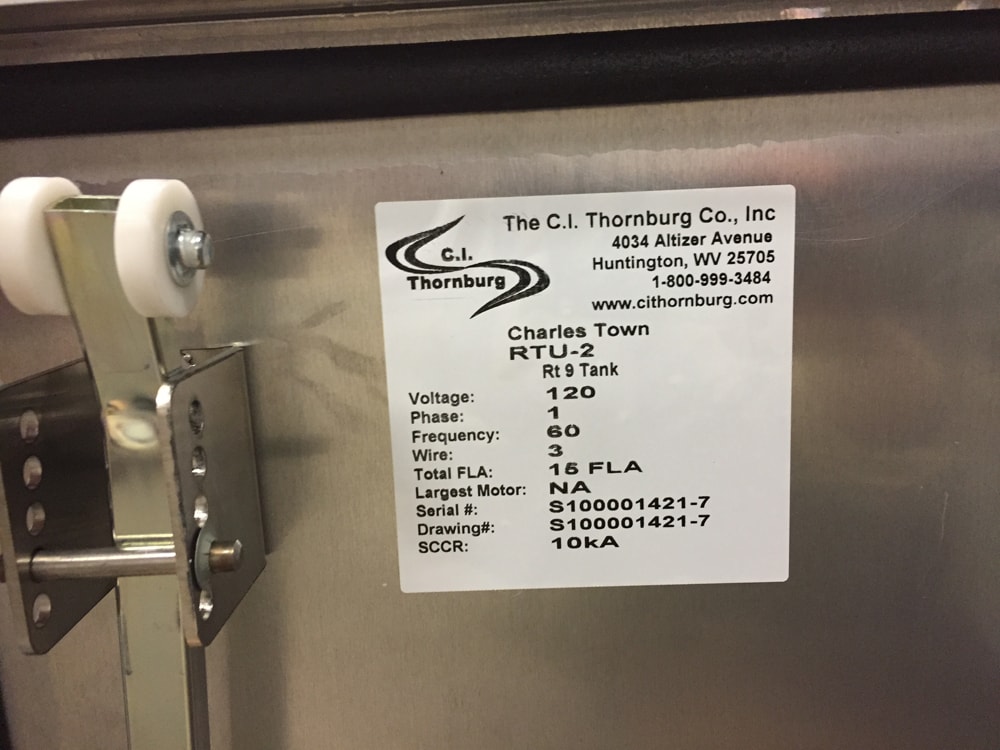 C.I.
Thornburg
The C.I. Thornburg Co., Inc
4034 Altizer Avenue
Huntington, WV 25705
1-800-999-3484
www.cithornburg.com
Charles Town
RTU-2
Rt 9 Tank
Voltage: 120
Phase: 1
Frequency: 60
Wire: 3
Total FLA: 15 FLA
Largest Motor: NA
Serial #: S100001421-7
Drawing#: S100001421-7
SCCR: 10kA